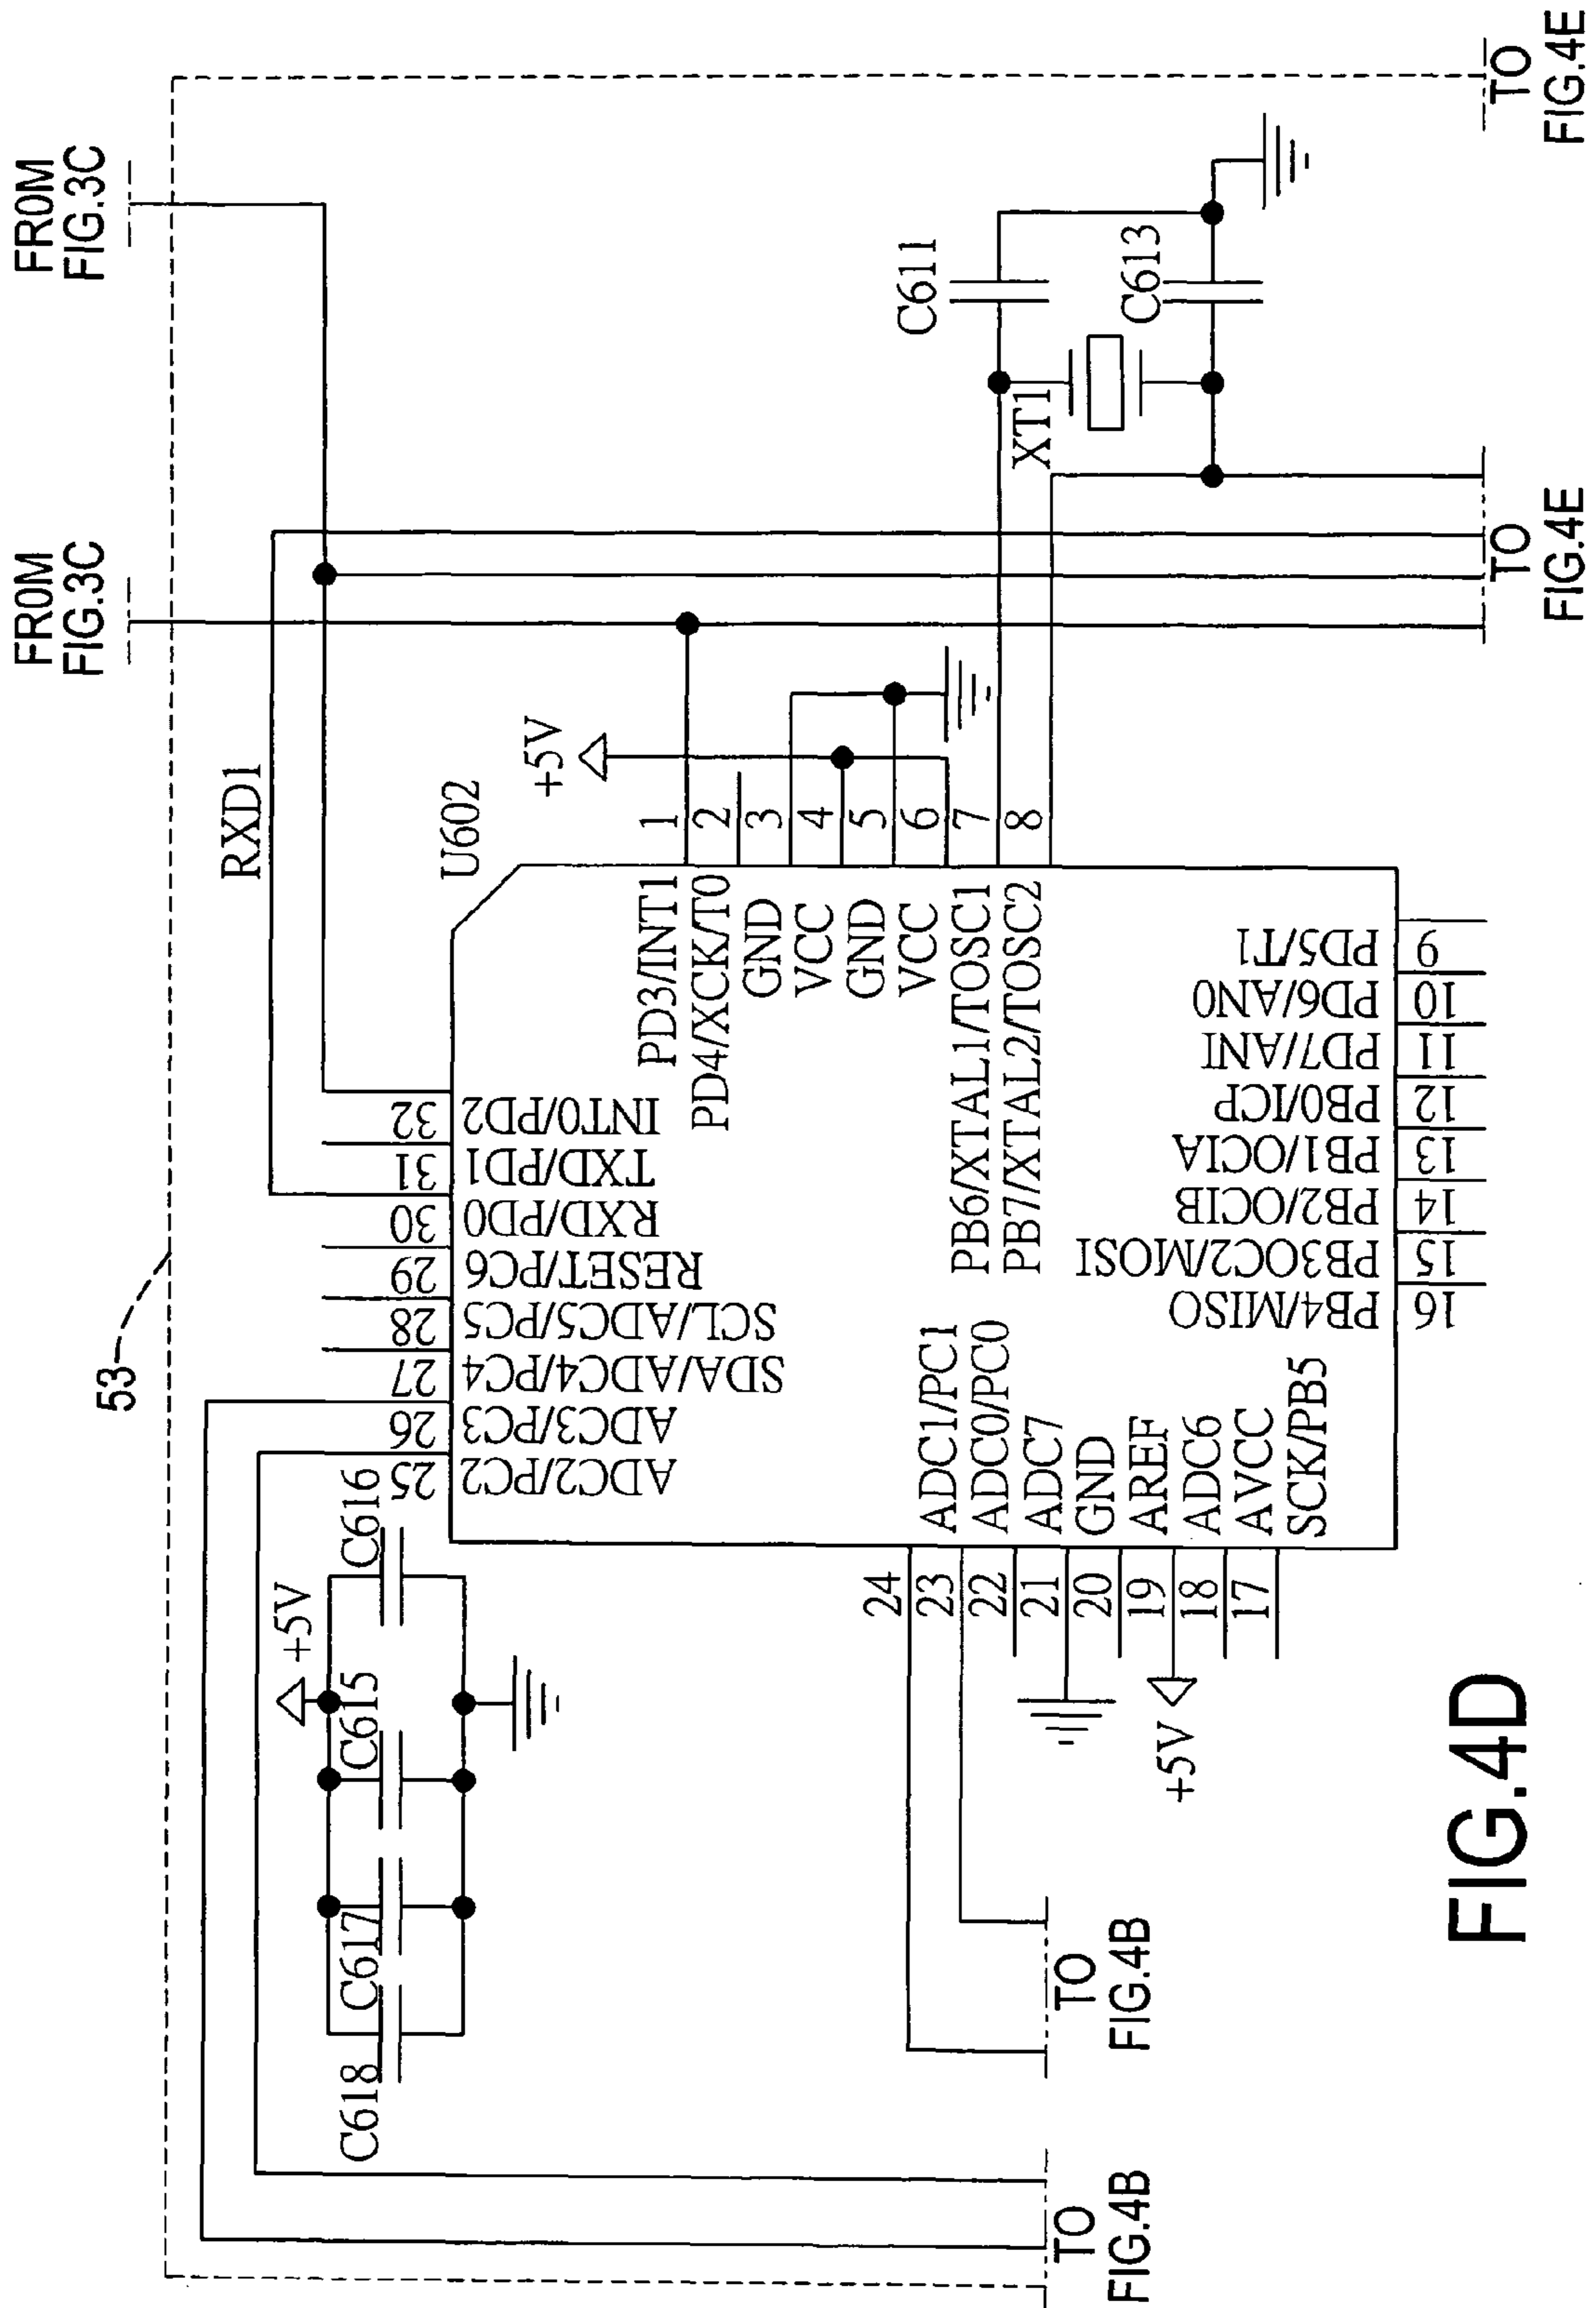 FROM
FIG.3C
FROM
FIG.3C
53
RXD1
U602
+5V
1
2
3
4
5
6
7
8
PD3/INT1
PD4/XCK/T0
GND
VCC
GND
VCC
PB6/XTAL1/TOSC1
PB7/XTAL2/TOSC2
C611
C613
XT1
32
31
30
29
28
27
26
25
INT0/PD2
TXD/PD1
RXD/PD0
RESET/PC6
SCL/ADC5/PC5
SDA/ADC4/PC4
ADC3/PC3
ADC2/PC2
PD5/T1
PD6/AN0
PD7/ANI
PB0/ICP
PB1/OCIA
PB2/OCIB
PB3OC2/MOSI
PB4/MISO
9
10
11
12
13
14
15
16
ADC1/PC1
ADC0/PC0
ADC7
GND
AREF
ADC6
AVCC
SCK/PB5
24
23
22
21
20
19
18
17
+5V
C618
C617
C615
C616
+5V
TO
FIG.4B
TO
FIG.4B
TO
FIG.4E
TO
FIG.4E
FIG.4D